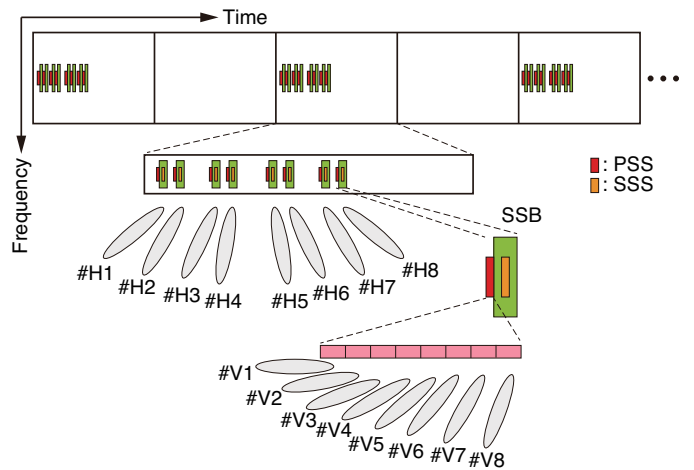 Time
Frequency
: PSS
: SSS
SSB
#H1
#H2
#H3
#H4
#H5
#H6
#H7
#H8
#V1
#V2
#V3
#V4
#V5
#V6
#V7
#V8